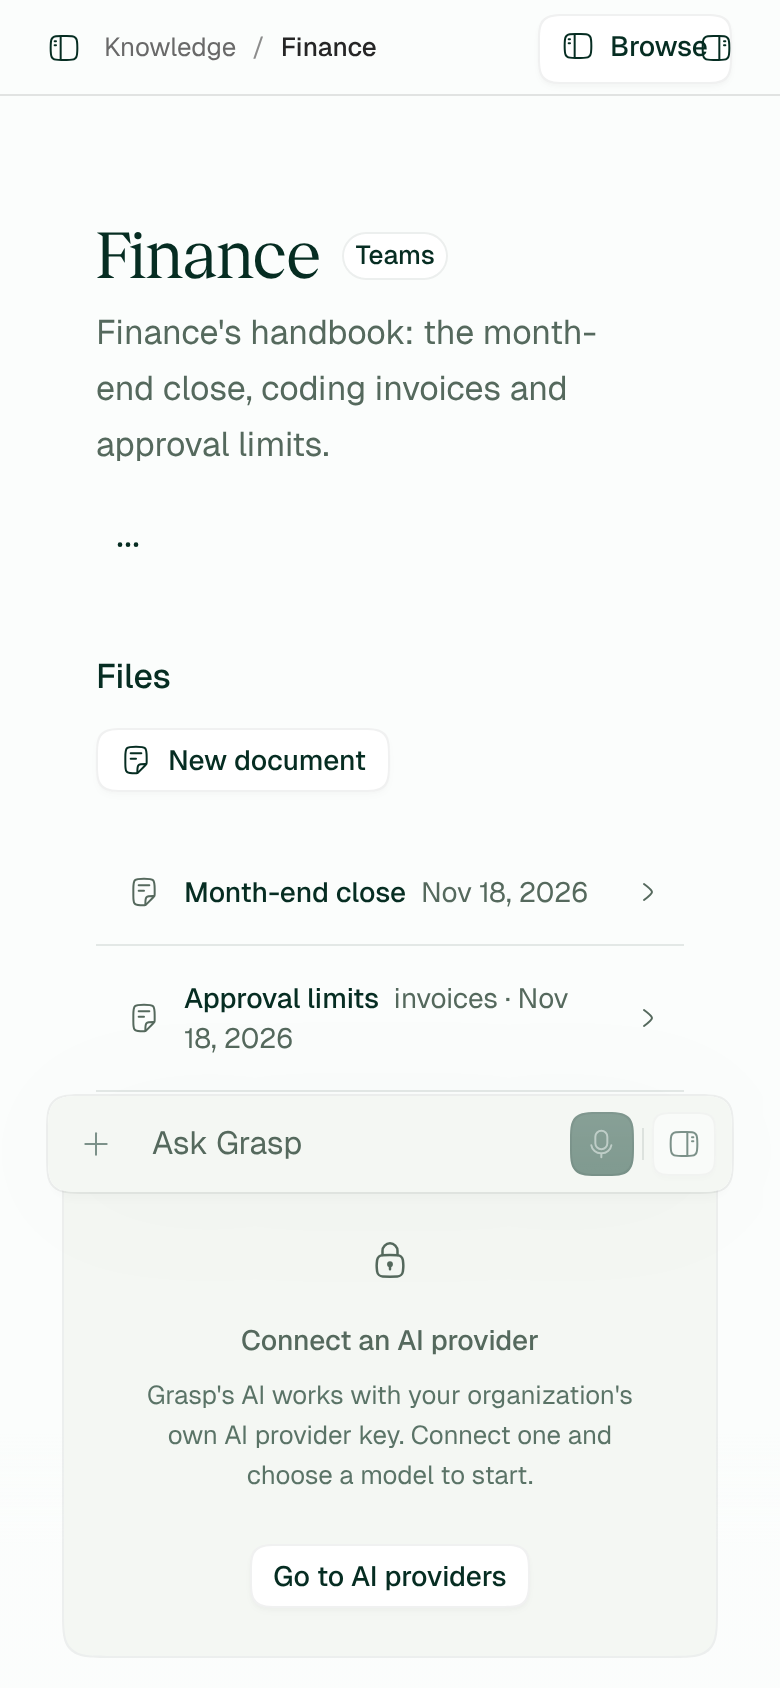 Knowledge / Finance
Browse
Finance
Teams
Finance's handbook: the month-
end close, coding invoices and
approval limits.
...
Files
New document
Month-end close Nov 18, 2026
Approval limits invoices · Nov
18, 2026
Ask Grasp
Connect an AI provider
Grasp's AI works with your organization's
own AI provider key. Connect one and
choose a model to start.
Go to AI providers